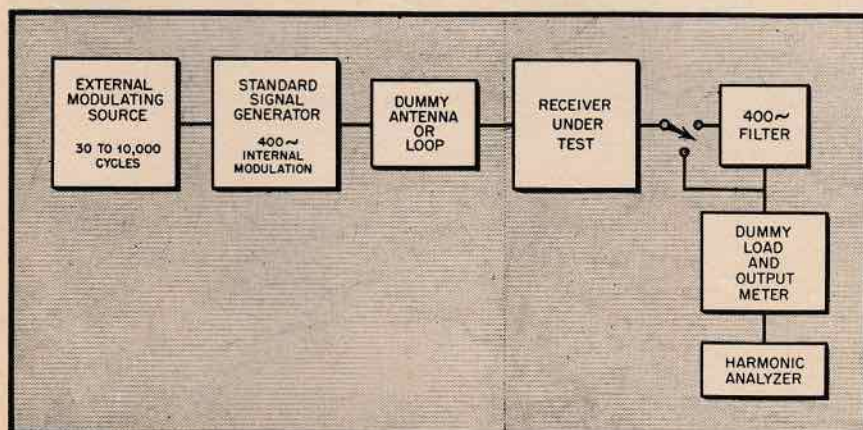 EXTERNAL
MODULATING
SOURCE
30 TO 10,000
CYCLES
STANDARD
SIGNAL
GENERATOR
400~
INTERNAL
MODULATION
DUMMY
ANTENNA
OR
LOOP
RECEIVER
UNDER
TEST
400~
FILTER
DUMMY
LOAD
AND
OUTPUT
METER
HARMONIC
ANALYZER